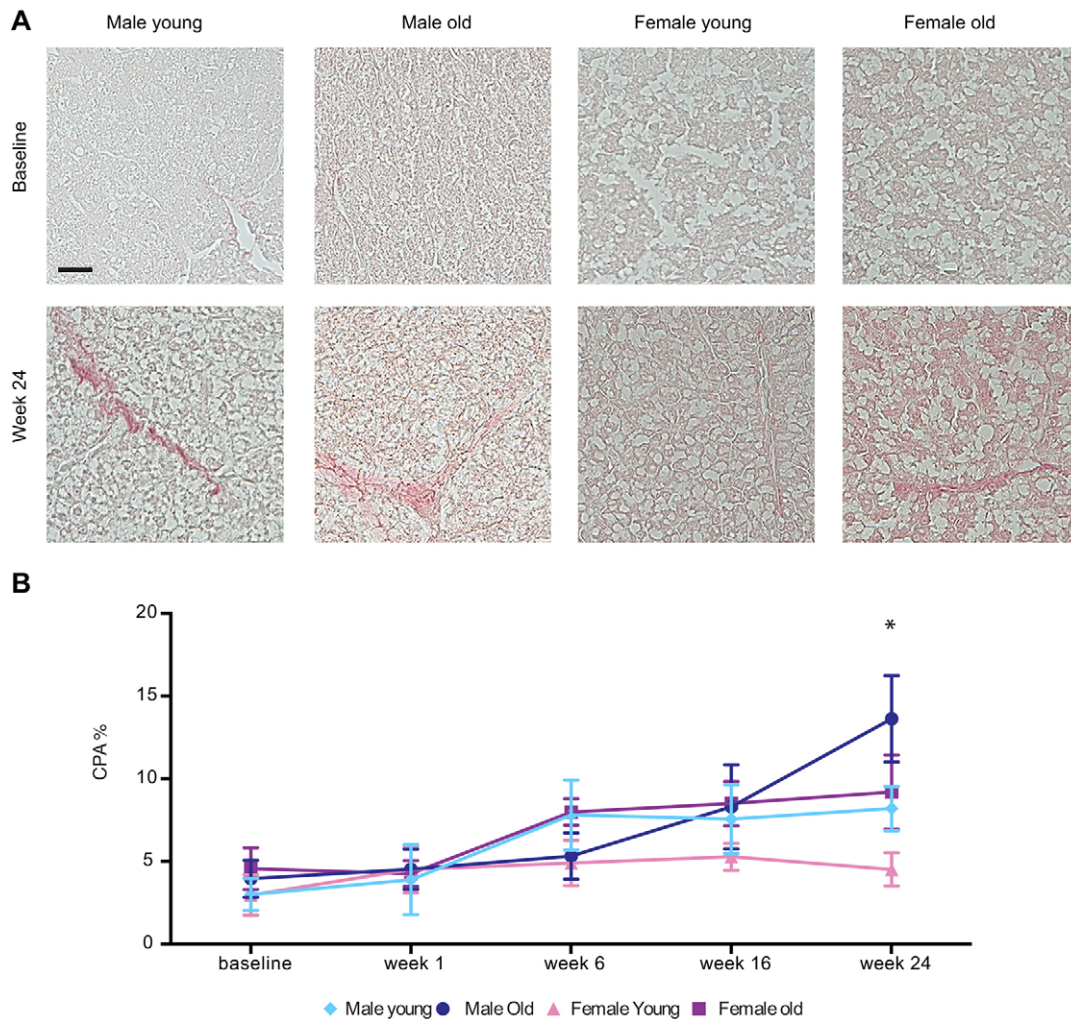 A
Male young Male old Female young Female old
Baseline
Week 24
B
20
*
15
CPA %
10
5
0
baseline week 1 week 6 week 16 week 24
Male young Male Old Female Young Female old